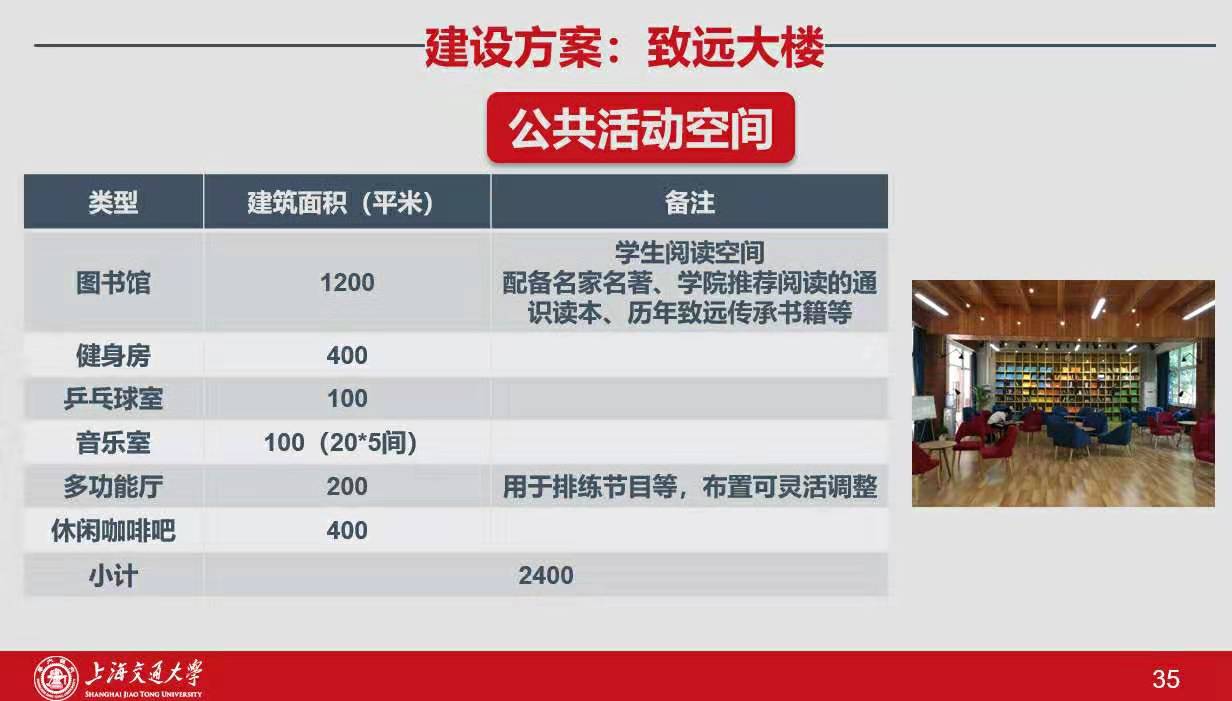 建设方案：致远大楼
公共活动空间
类型 建筑面积（平米） 备注
图书馆 1200 学生阅读空间
配备名家名著、学院推荐阅读的通
识读本、历年致远传承书籍等
健身房 400
乒乓球室 100
音乐室 100（20*5间）
多功能厅 200 用于排练节目等，布置可灵活调整
休闲咖啡吧 400
小计 2400
上海交通大学
SHANGHAI JIAO TONG UNIVERSITY
35